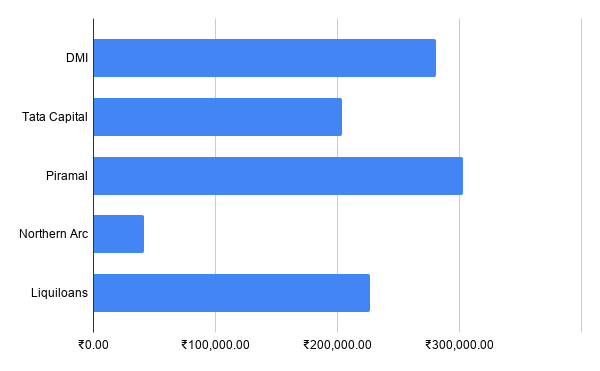 DMI
Tata Capital
Piramal
Northern Arc
Liquiloans
₹0.00 ₹100,000.00 ₹200,000.00 ₹300,000.00